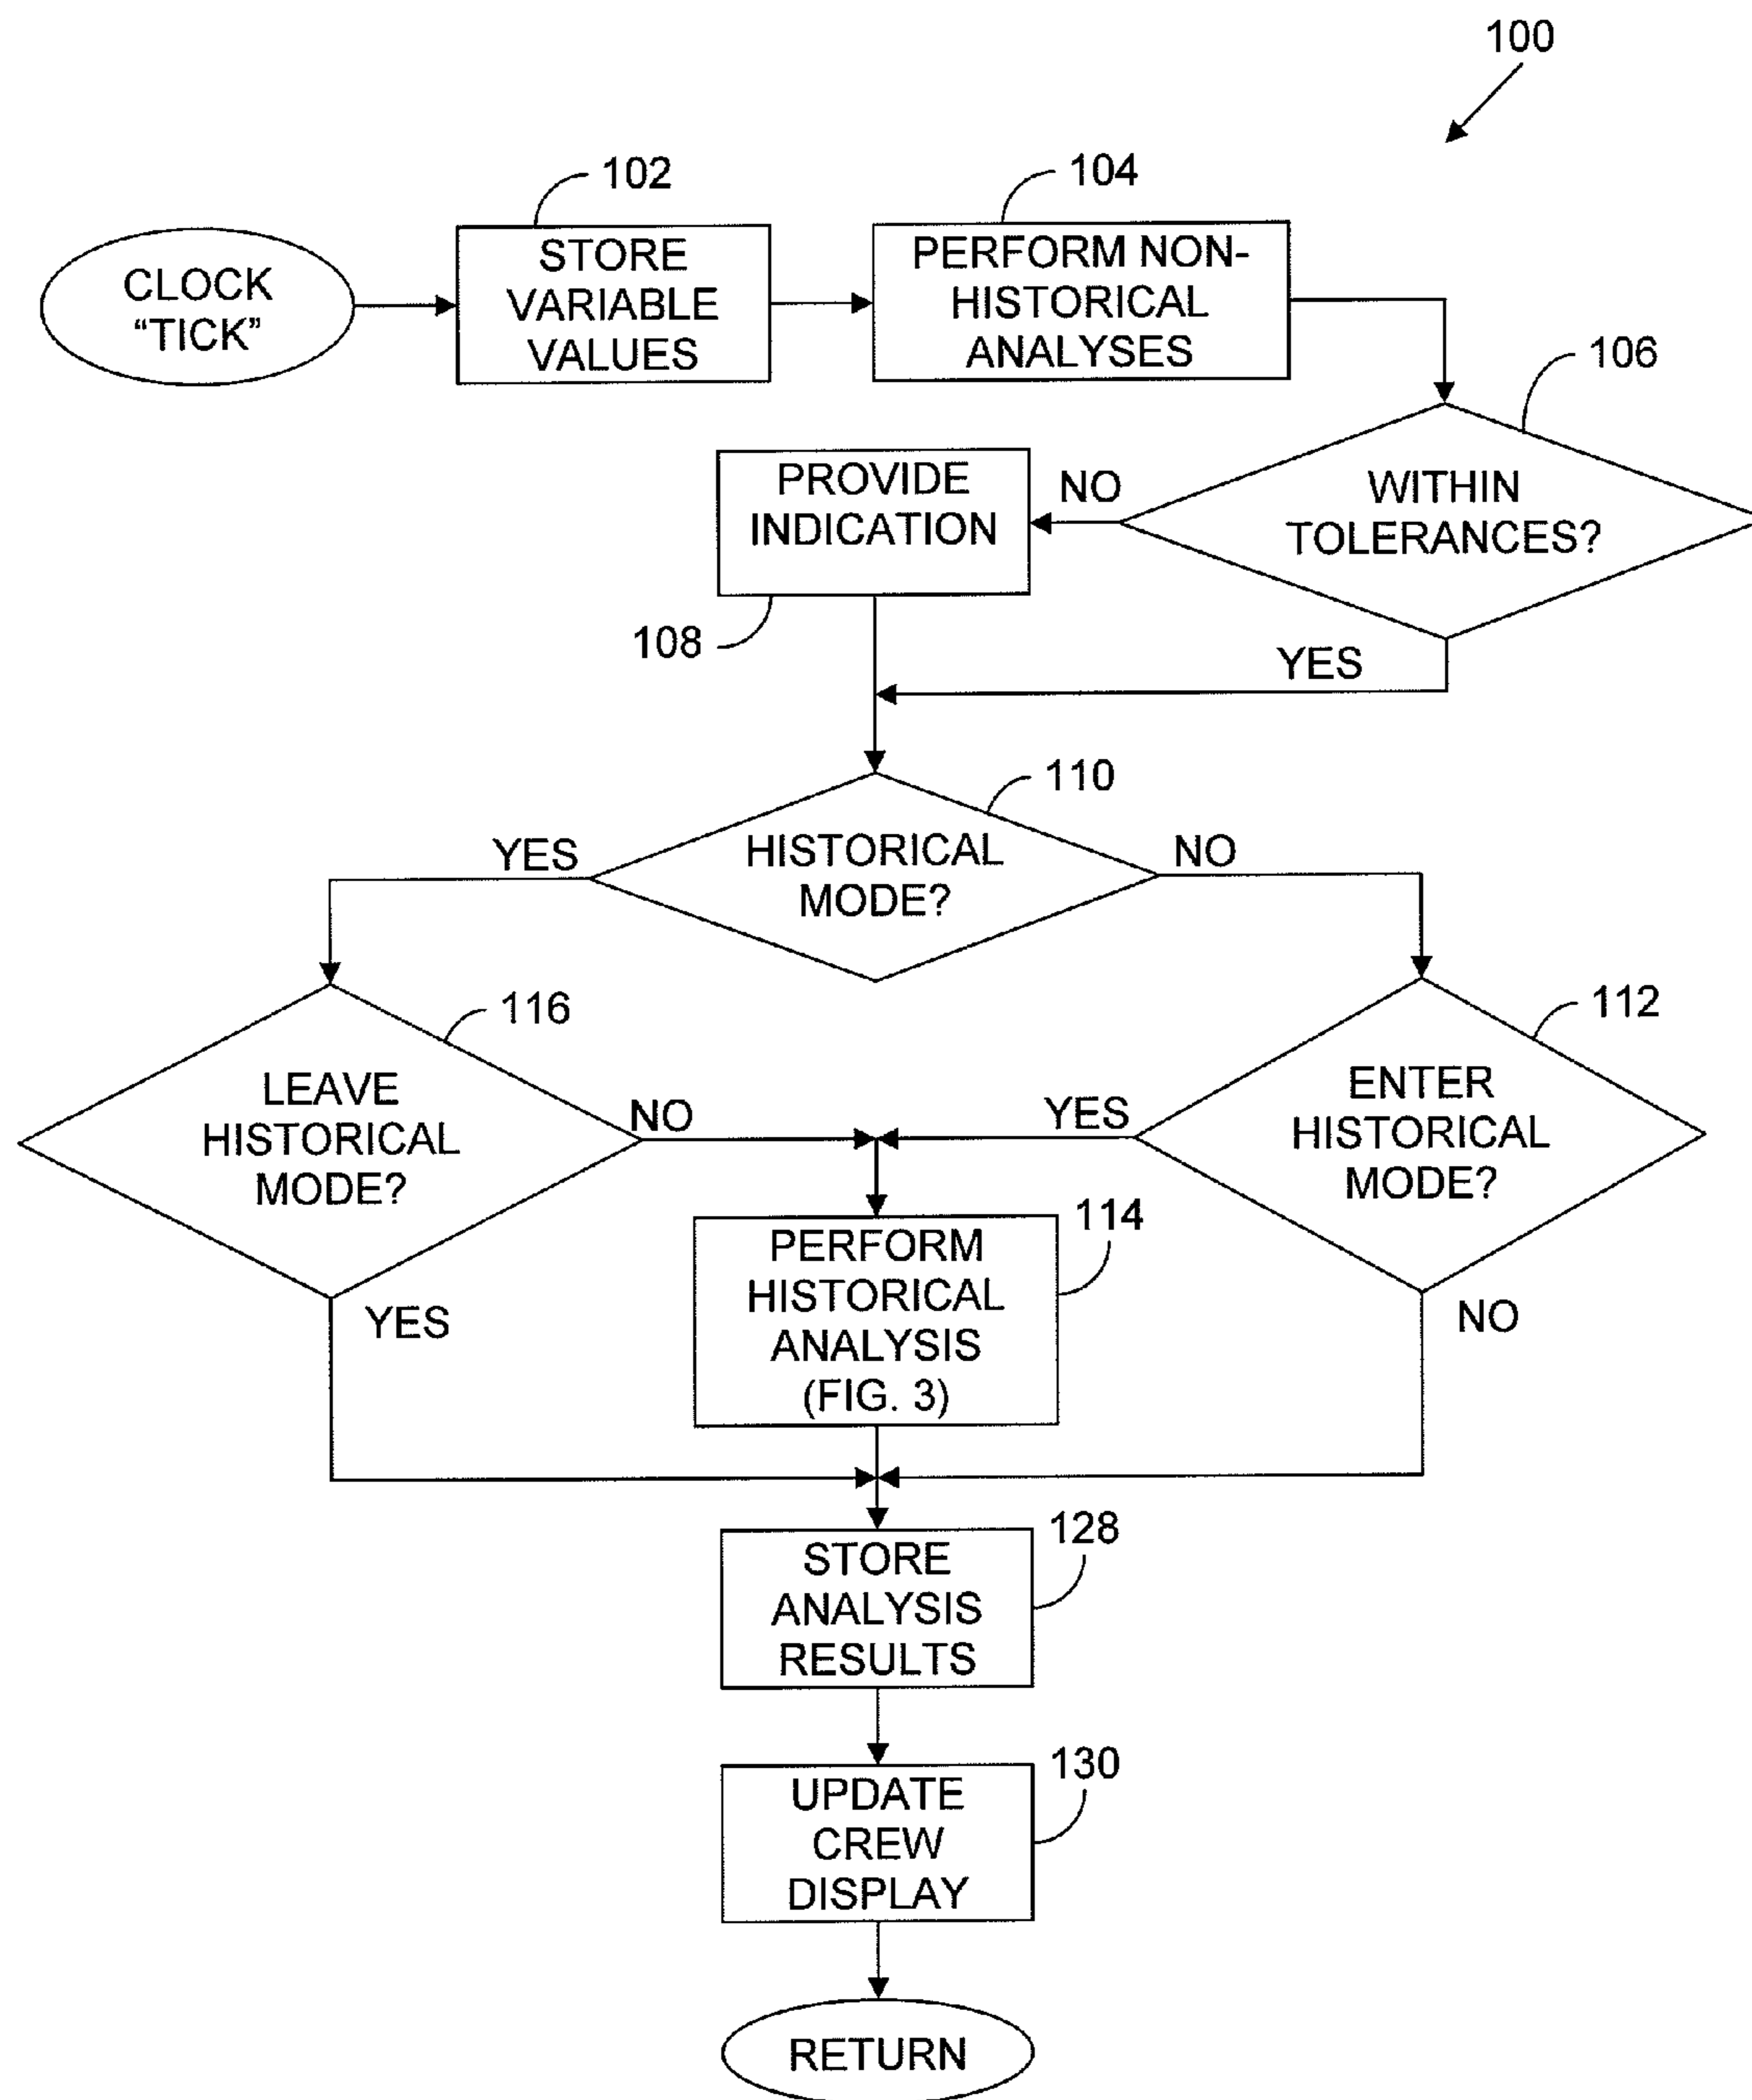 100
102
104
CLOCK
“TICK”
STORE
VARIABLE
VALUES
PERFORM NON-
HISTORICAL
ANALYSES
106
PROVIDE
INDICATION
NO
WITHIN
TOLERANCES?
108
YES
110
YES
HISTORICAL
MODE?
NO
116
112
LEAVE
HISTORICAL
MODE?
NO
YES
ENTER
HISTORICAL
MODE?
114
PERFORM
HISTORICAL
ANALYSIS
(FIG. 3)
YES
NO
128
STORE
ANALYSIS
RESULTS
130
UPDATE
CREW
DISPLAY
RETURN